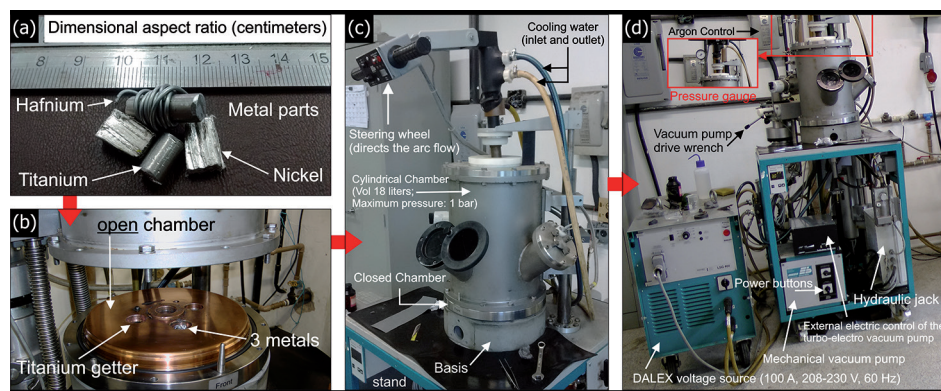 (a)
Dimensional aspect ratio (centimeters)
8 9 10 11 12 13 14 15
Hafnium
Metal parts
Titanium
Nickel
(b)
open chamber
Titanium getter
3 metals
Front
(c)
Cooling water
(inlet and outlet)
Steering wheel
(directs the arc flow)
Cylindrical Chamber
(Vol 18 liters;
Maximum pressure: 1 bar)
Closed Chamber
Basis
stand
(d)
Argon Control
Pressure gauge
Vacuum pump
drive wrench
Power buttons
Hydraulic jack
External electric control of the
turbo-electro vacuum pump
Mechanical vacuum pump
DALEX voltage source (100 A, 208-230 V, 60 Hz)